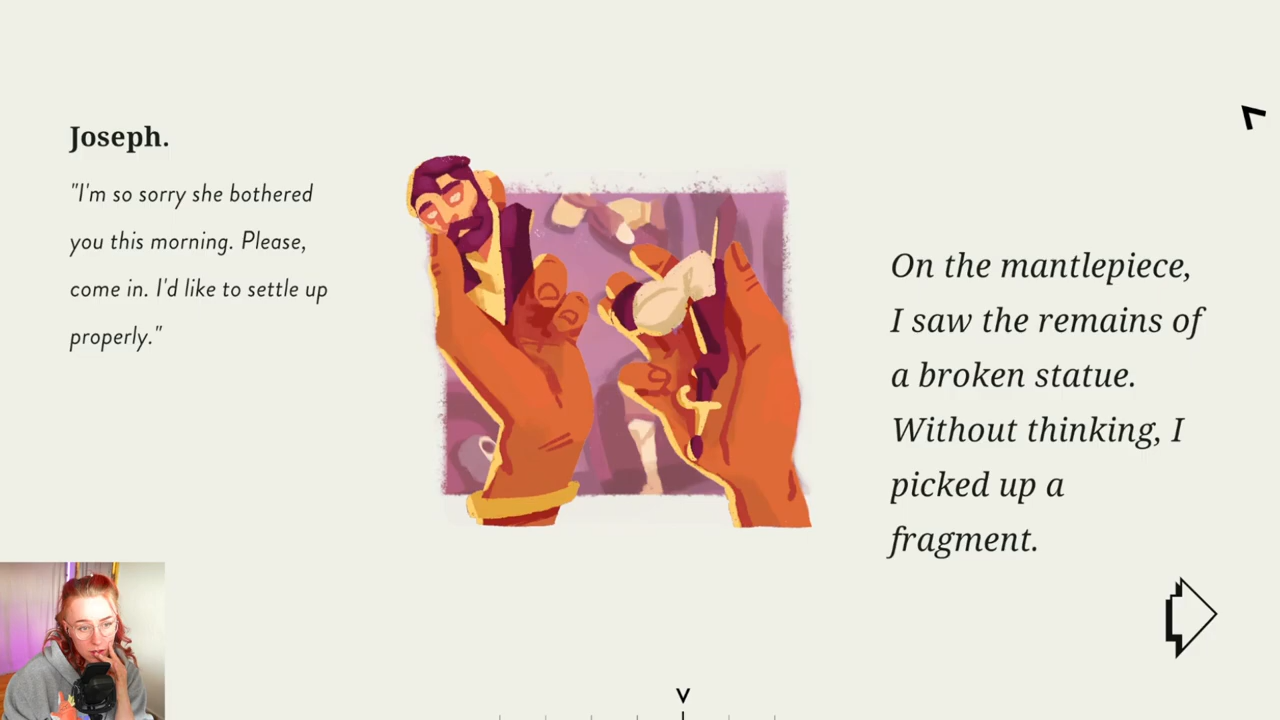 Joseph.
"I'm so sorry she bothered
you this morning. Please,
come in. I'd like to settle up
properly."
On the mantlepiece,
I saw the remains of
a broken statue.
Without thinking, I
picked up a
fragment.